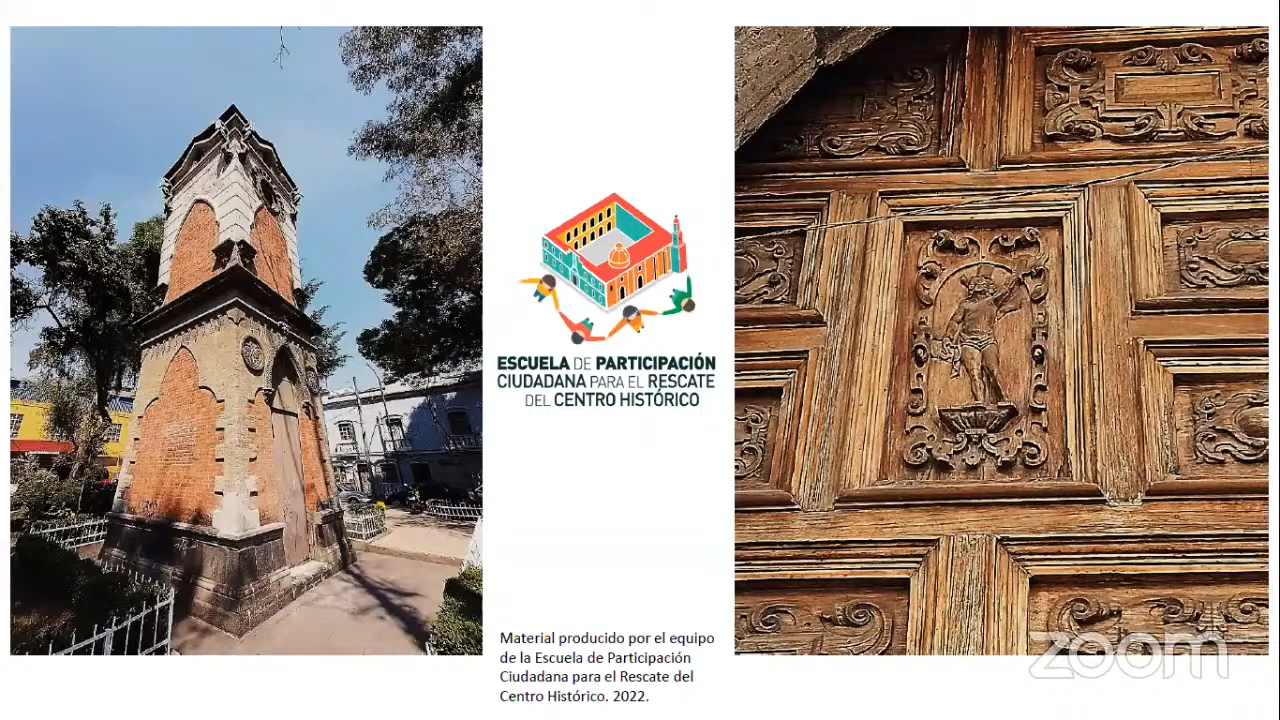 ESCUELA DE PARTICIPACIÓN
CIUDADANA PARA EL RESCATE
DEL CENTRO HISTÓRICO
Material producido por el equipo
de la Escuela de Participación
Ciudadana para el Rescate del
Centro Histórico. 2022.
zoom